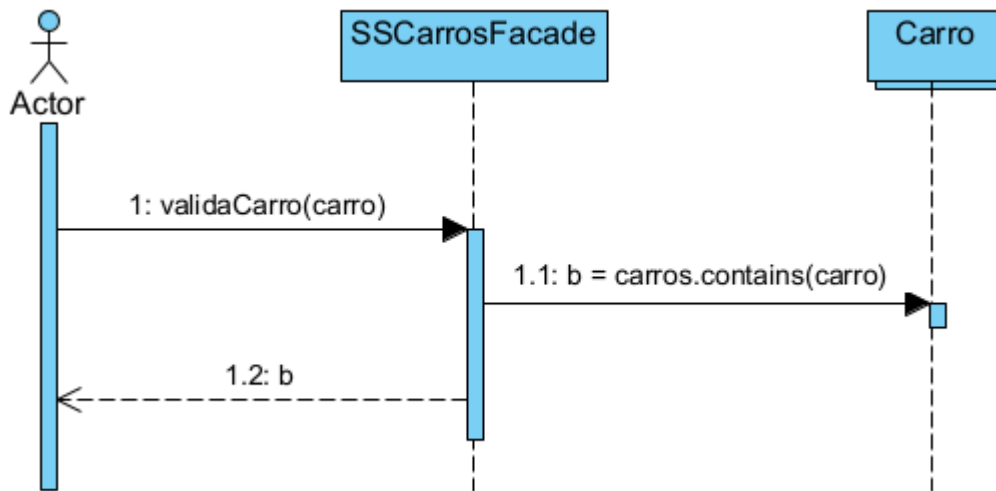 SSCarrosFacade
Carro
Actor
1: validaCarro(carro)
1.1: b = carros.contains(carro)
1.2: b